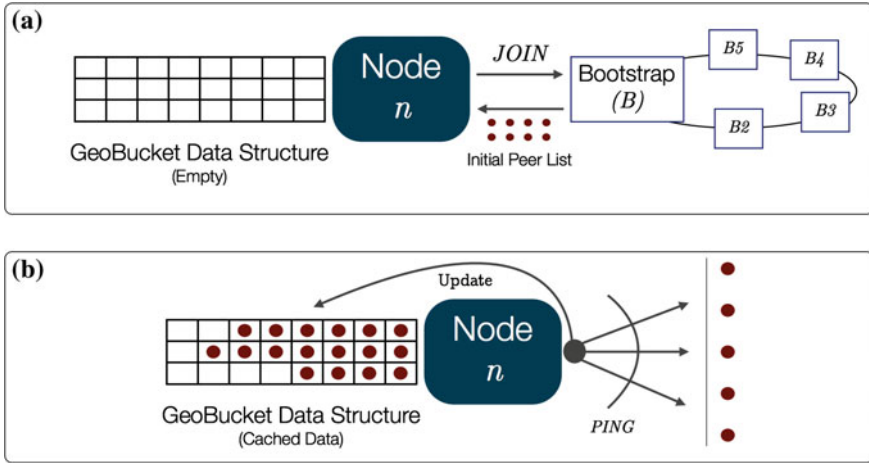 (a)
Node
n
JOIN
Initial Peer List
Bootstrap
(B)
B5
B4
B3
B2
GeoBucket Data Structure
(Empty)
(b)
Update
Node
n
PING
GeoBucket Data Structure
(Cached Data)